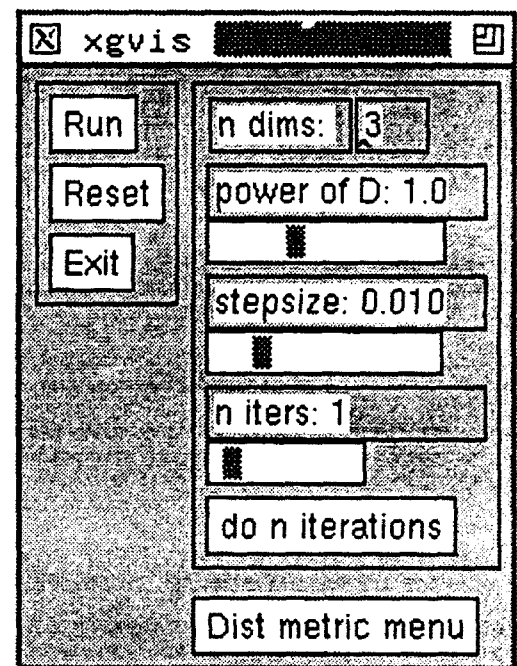 xgvis
Run
Reset
Exit
n dims: 3
power of D: 1.0
stepsize: 0.010
n iters: 1
do n iterations
Dist metric menu